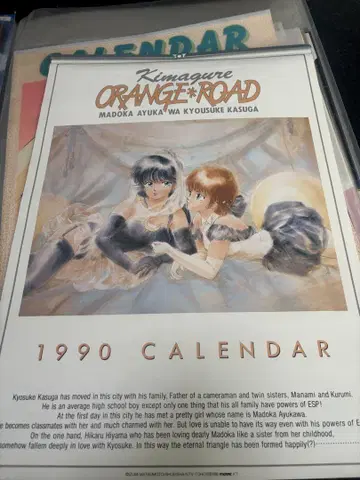 CALENDAR
Kimagure
ORANGE★ROAD
MADOKA AYUKA WA KYOUSUKE KASUGA
1990 CALENDAR
Kyosuke Kasuga has moved in this city with his family, Father of a cameraman and twin sisters, Manami and Kurumi.
He is an average high school boy except only one thing that his all family have powers of ESP!
At the first day in this city he has met a pretty girl whose name is Madoka Ayukawa.
e becomes classmates with her and much charmed with her. But love is unable to have its way even with his powers of E
On the one hand, Hikaru Hiyama who has been loving dearly Madoka like a sister from her childhood,
somehow fallen deeply in love with Kyosuke. In this way the eternal triangle has been formed happily(?)